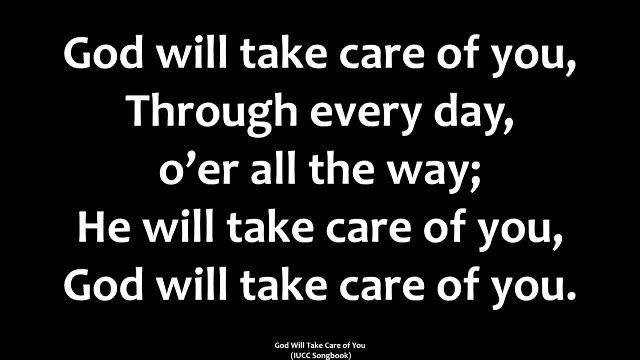 God will take care of you,
Through every day,
o’er all the way;
He will take care of you,
God will take care of you.
God Will Take Care of You
(IUCC Songbook)